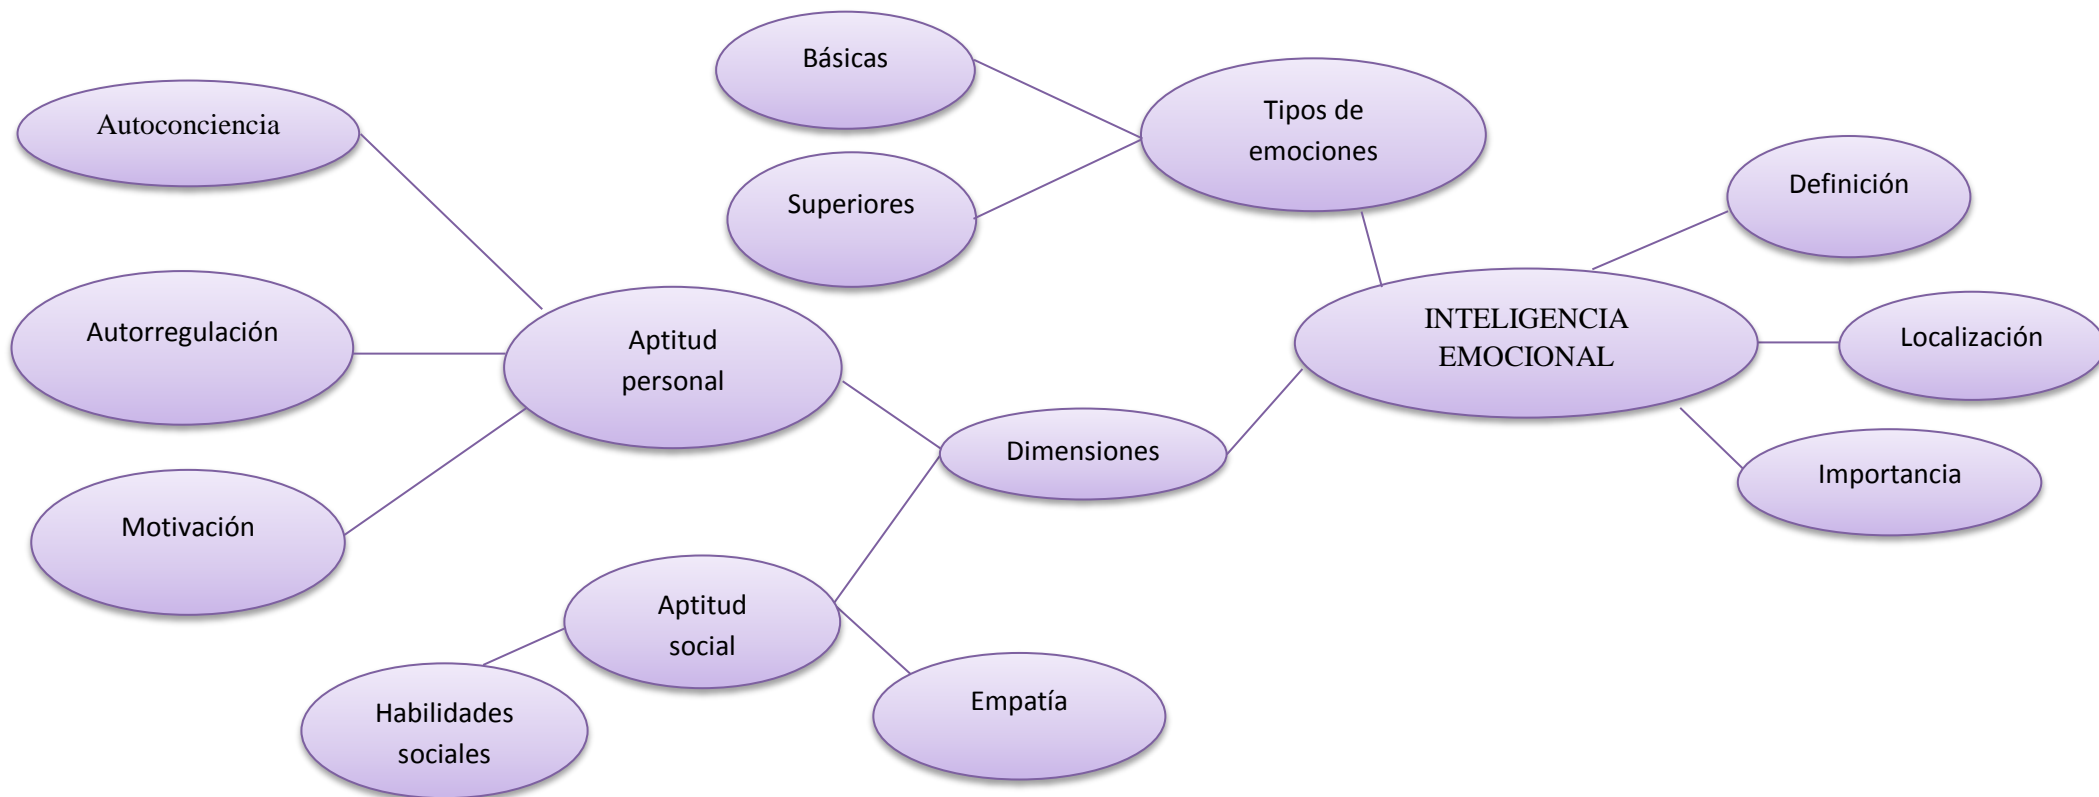 Básicas
Tipos de
emociones
Autoconciencia
Superiores
Definición
Autorregulación
Aptitud
personal
INTELIGENCIA
EMOCIONAL
Localización
Dimensiones
Importancia
Motivación
Aptitud
social
Habilidades
sociales
Empatía